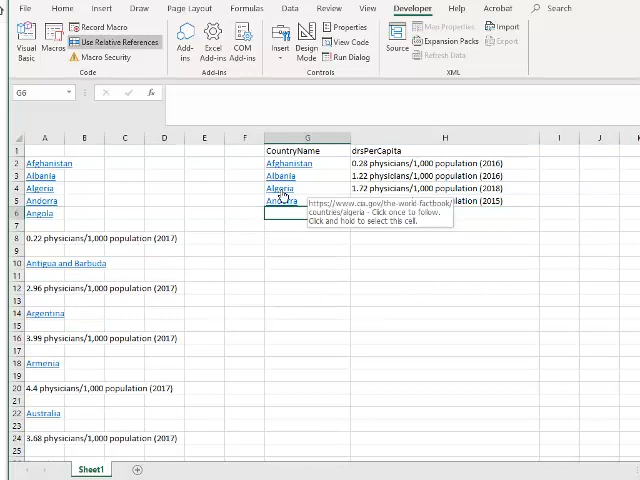 File Home Insert Draw Page Layout Formulas Data Review View Developer Help Acrobat Search
Visual Basic
Macros
Record Macro
Use Relative References
Macro Security
Code
Add-ins
Excel Add-ins
COM Add-ins
Add-ins
Insert
Design Mode
Properties
View Code
Run Dialog
Controls
Source
Map Properties
Expansion Packs
Refresh Data
Import
Export
XML
G6 fx
A B C D E F G H I J K
1 CountryName drsPerCapita
2 Afghanistan Afghanistan 0.28 physicians/1,000 population (2016)
3 Albania Albania 1.22 physicians/1,000 population (2016)
4 Algeria Algeria 1.72 physicians/1,000 population (2018)
5 Andorra Andorra population (2015)
6 Angola
https://www.cia.gov/the-world-factbook/
countries/algeria - Click once to follow.
Click and hold to select this cell.
7
8 0.22 physicians/1,000 population (2017)
9
10 Antigua and Barbuda
11
12 2.96 physicians/1,000 population (2017)
13
14 Argentina
15
16 3.99 physicians/1,000 population (2017)
17
18 Armenia
19
20 4.4 physicians/1,000 population (2017)
21
22 Australia
23
24 3.68 physicians/1,000 population (2017)
Sheet1